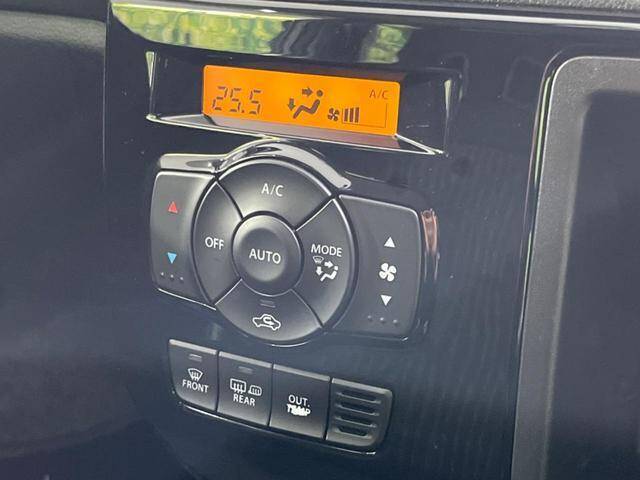 25.5 A/C
A/C
OFF
AUTO
MODE
FRONT
REAR
OUT.
TEMP